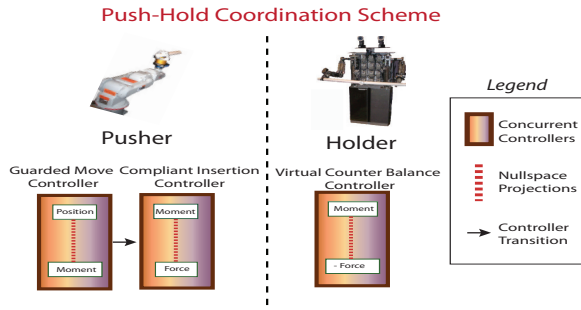 Push-Hold Coordination Scheme
Pusher
Holder
Guarded Move
Controller
Compliant Insertion
Controller
Virtual Counter Balance
Controller
Position
Moment
Moment
Force
Moment
- Force
Legend
Concurrent
Controllers
Nullspace
Projections
Controller
Transition